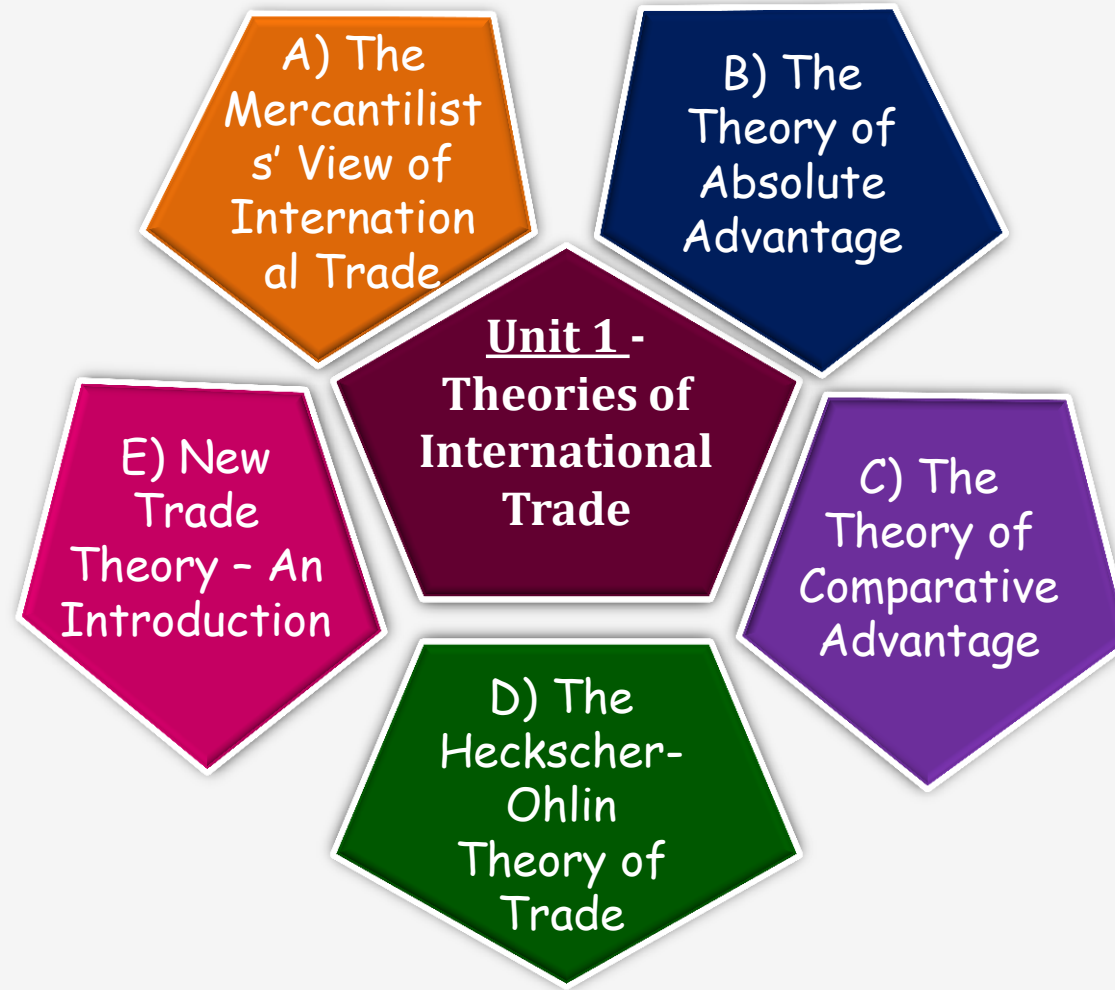 A) The
Mercantilist
s' View of
Internation
al Trade
B) The
Theory of
Absolute
Advantage
Unit 1 -
Theories of
International
Trade
E) New
Trade
Theory – An
Introduction
C) The
Theory of
Comparative
Advantage
D) The
Heckscher-
Ohlin
Theory of
Trade